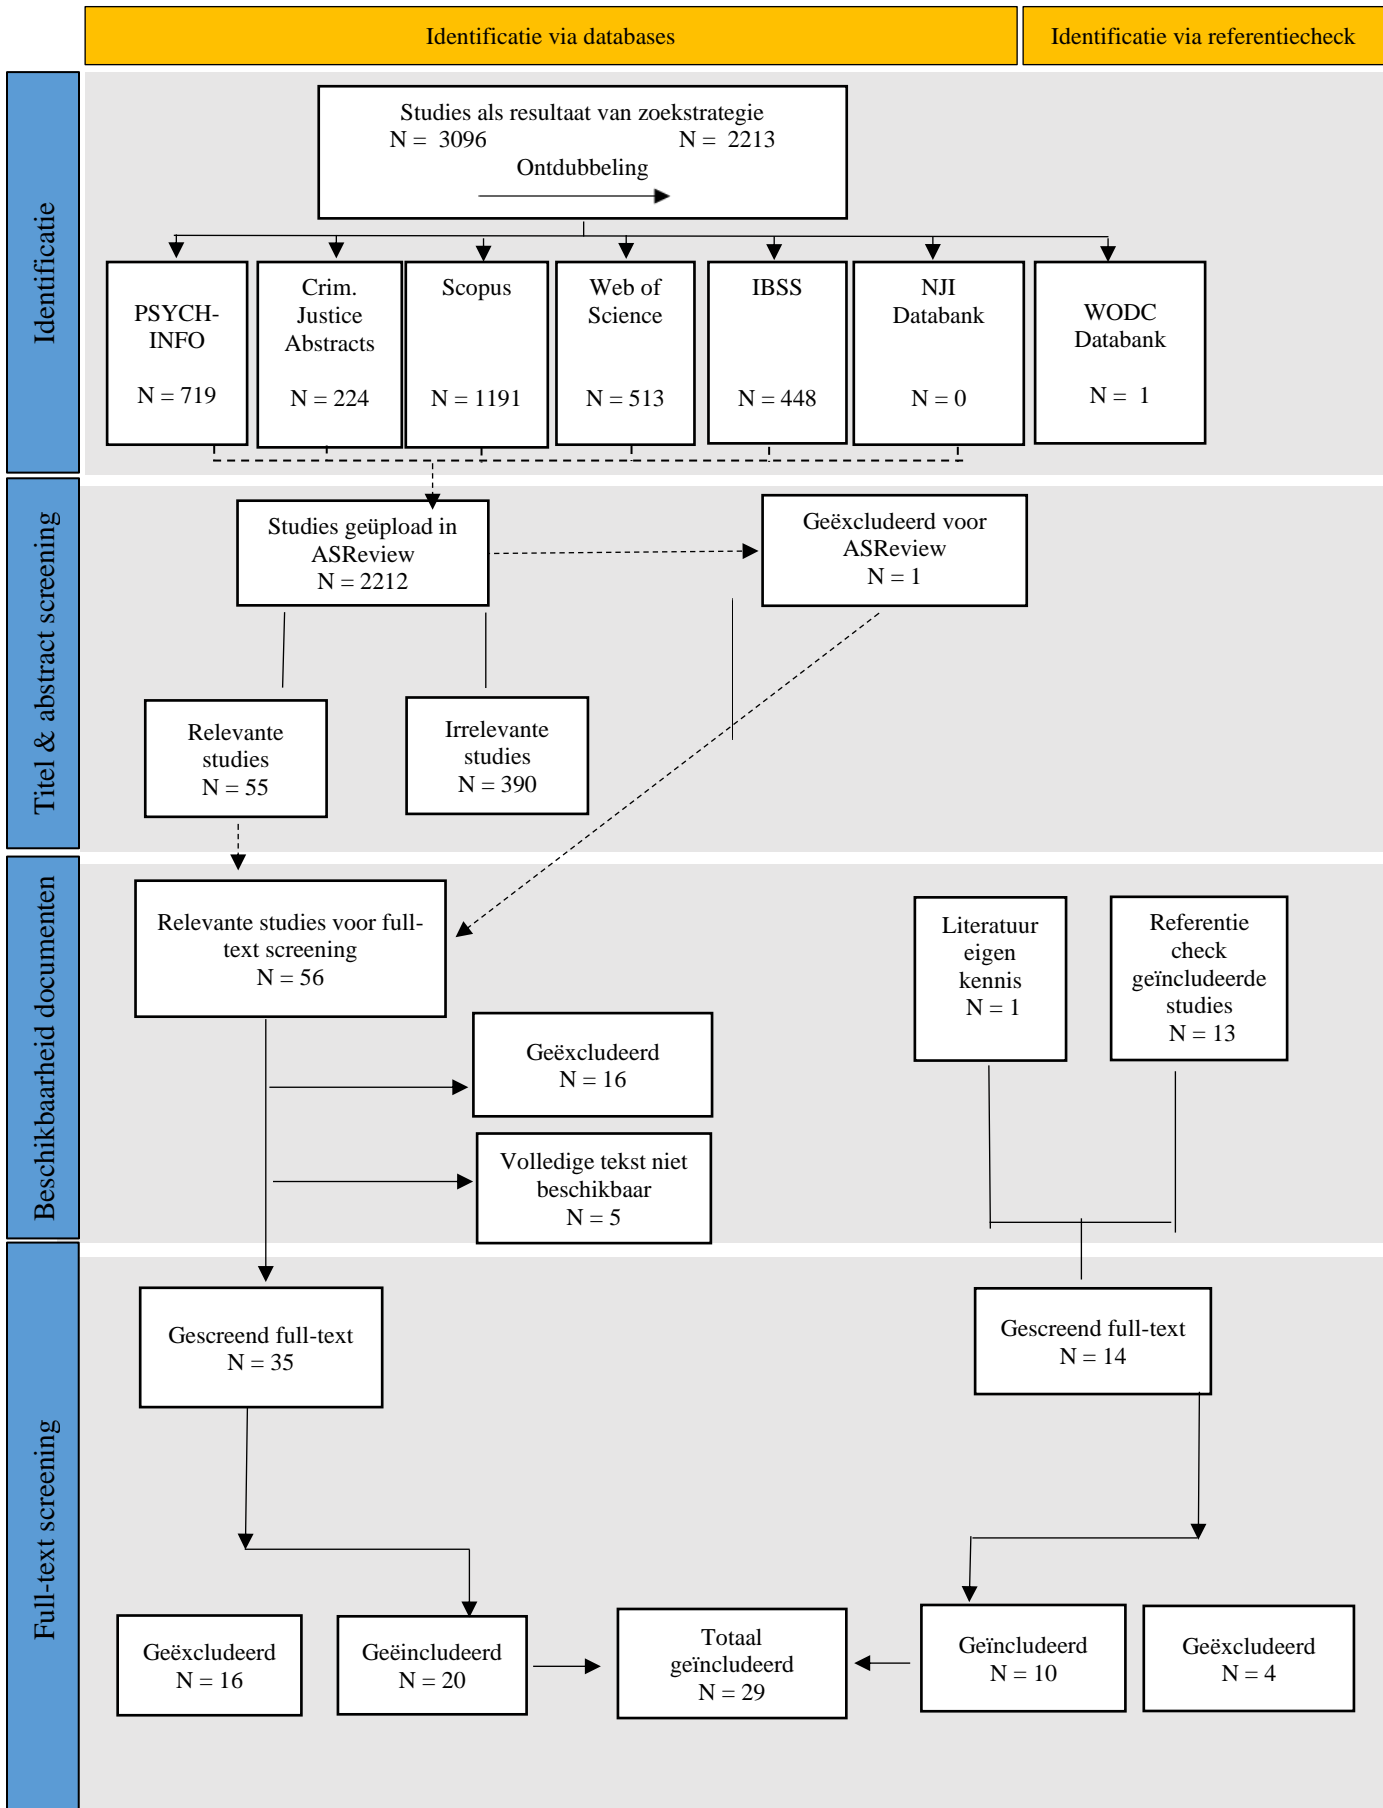 Identificatie via databases
Identificatie via referentiecheck
Identificatie
Studies als resultaat van zoekstrategie
N = 3096 N = 2213
Ontdubbeling
PSYCH-
INFO
N = 719
Crim.
Justice
Abstracts
N = 224
Scopus
N = 1191
Web of
Science
N = 513
IBSS
N = 448
NJI
Databank
N = 0
WODC
Databank
N = 1
Titel & abstract screening
Studies geüpload in
ASReview
N = 2212
Geëxcludeerd voor
ASReview
N = 1
Relevante
studies
N = 55
Irrelevante
studies
N = 390
Beschikbaarheid documenten
Relevante studies voor full-
text screening
N = 56
Literatuur
eigen
kennis
N = 1
Referentie
check
geïncludeerde
studies
N = 13
Geëxcludeerd
N = 16
Volledige tekst niet
beschikbaar
N = 5
Full-text screening
Gescreend full-text
N = 35
Gescreend full-text
N = 14
Geëxcludeerd
N = 16
Geëincludeerd
N = 20
Totaal
geïncludeerd
N = 29
Geïncludeerd
N = 10
Geëxcludeerd
N = 4